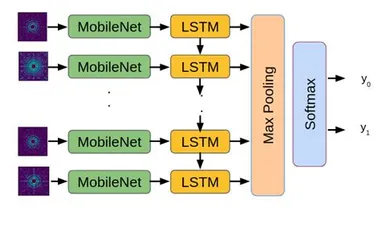 MobileNet
LSTM
MobileNet
LSTM
MobileNet
LSTM
MobileNet
LSTM
Max Pooling
Softmax
y0
y1